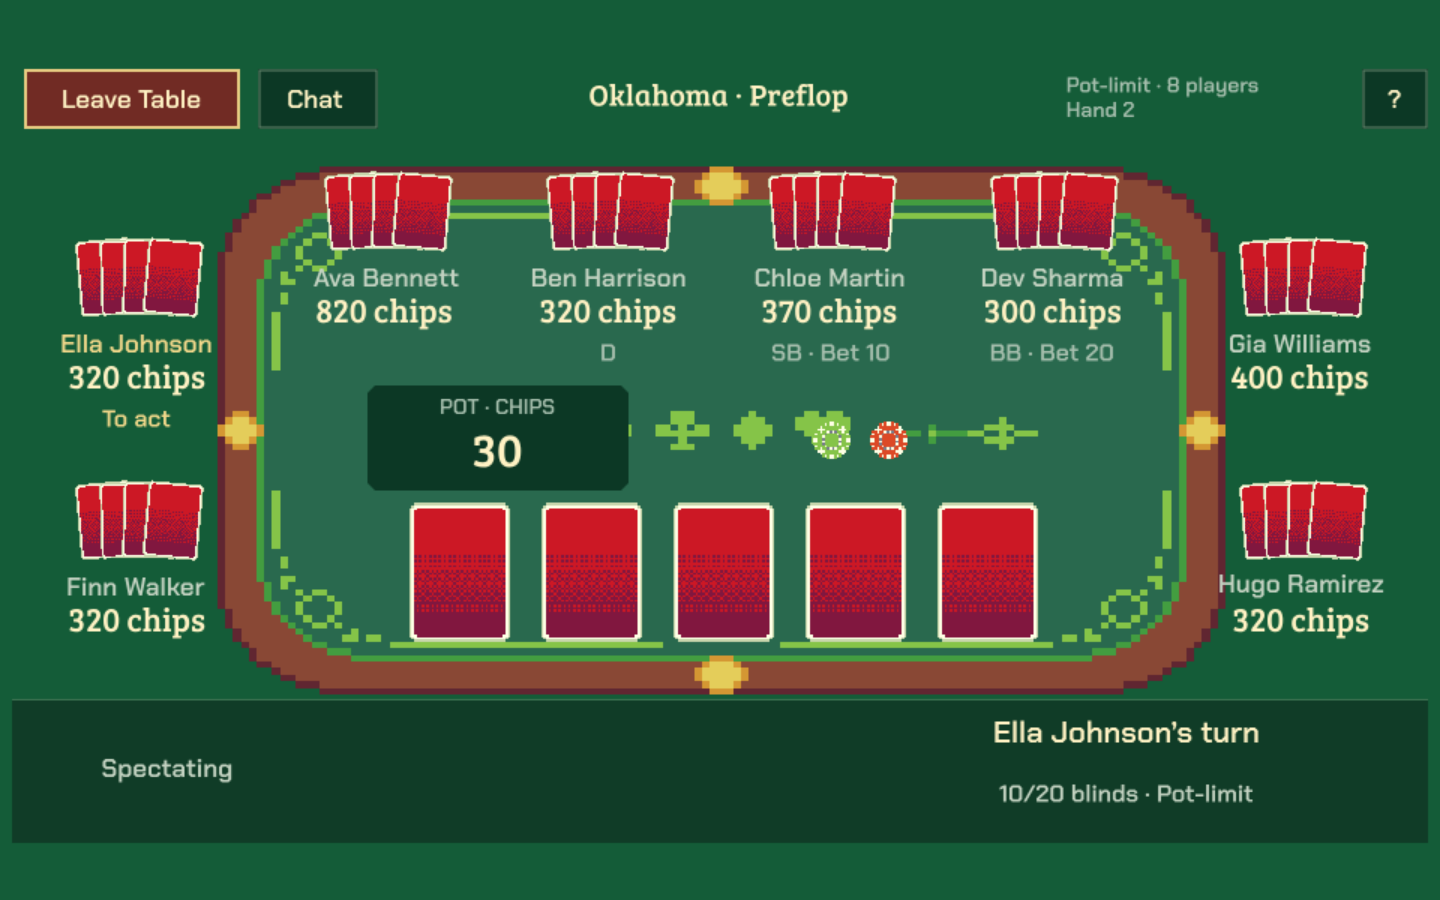 Leave Table
Chat
Oklahoma · Preflop
Pot-limit · 8 players
Hand 2
?
Ava Bennett
820 chips
Ben Harrison
320 chips
D
Chloe Martin
370 chips
SB · Bet 10
Dev Sharma
300 chips
BB · Bet 20
Ella Johnson
320 chips
To act
Gia Williams
400 chips
POT · CHIPS
30
Finn Walker
320 chips
Hugo Ramirez
320 chips
Spectating
Ella Johnson’s turn
10/20 blinds · Pot-limit